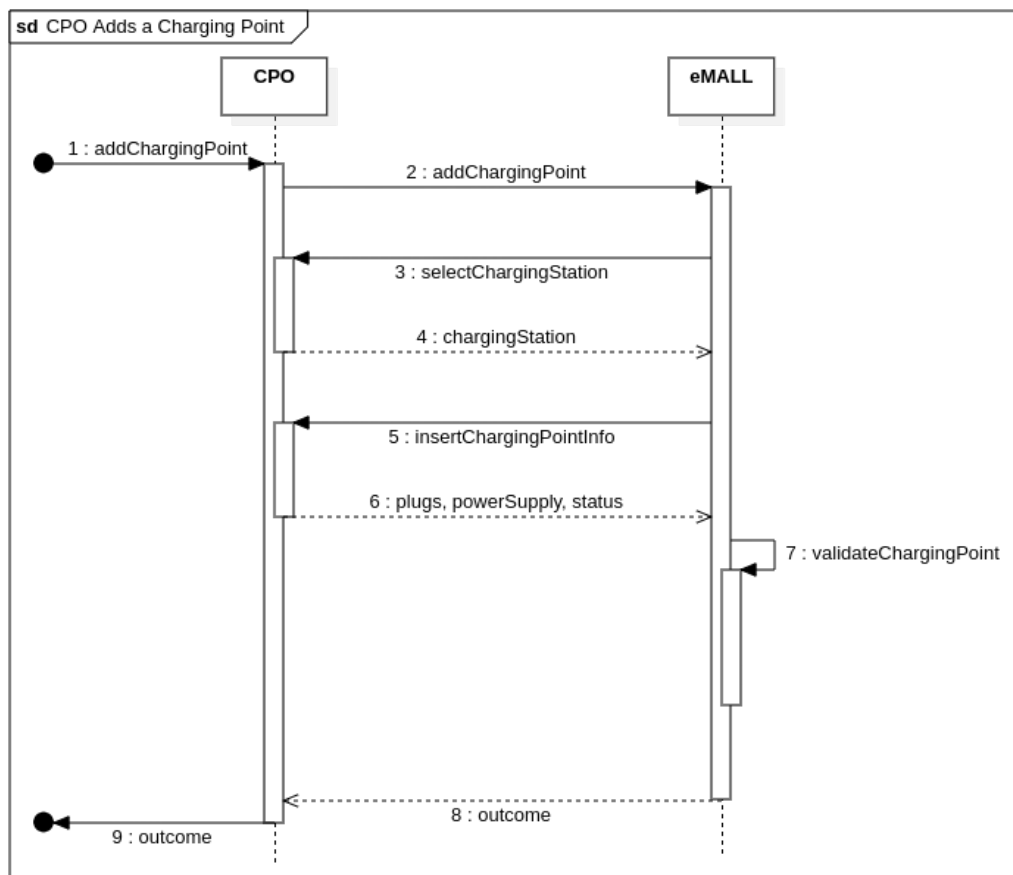 sd CPO Adds a Charging Point
CPO
eMALL
1 : addChargingPoint
2 : addChargingPoint
3 : selectChargingStation
4 : chargingStation
5 : insertChargingPointInfo
6 : plugs, powerSupply, status
7 : validateChargingPoint
8 : outcome
9 : outcome